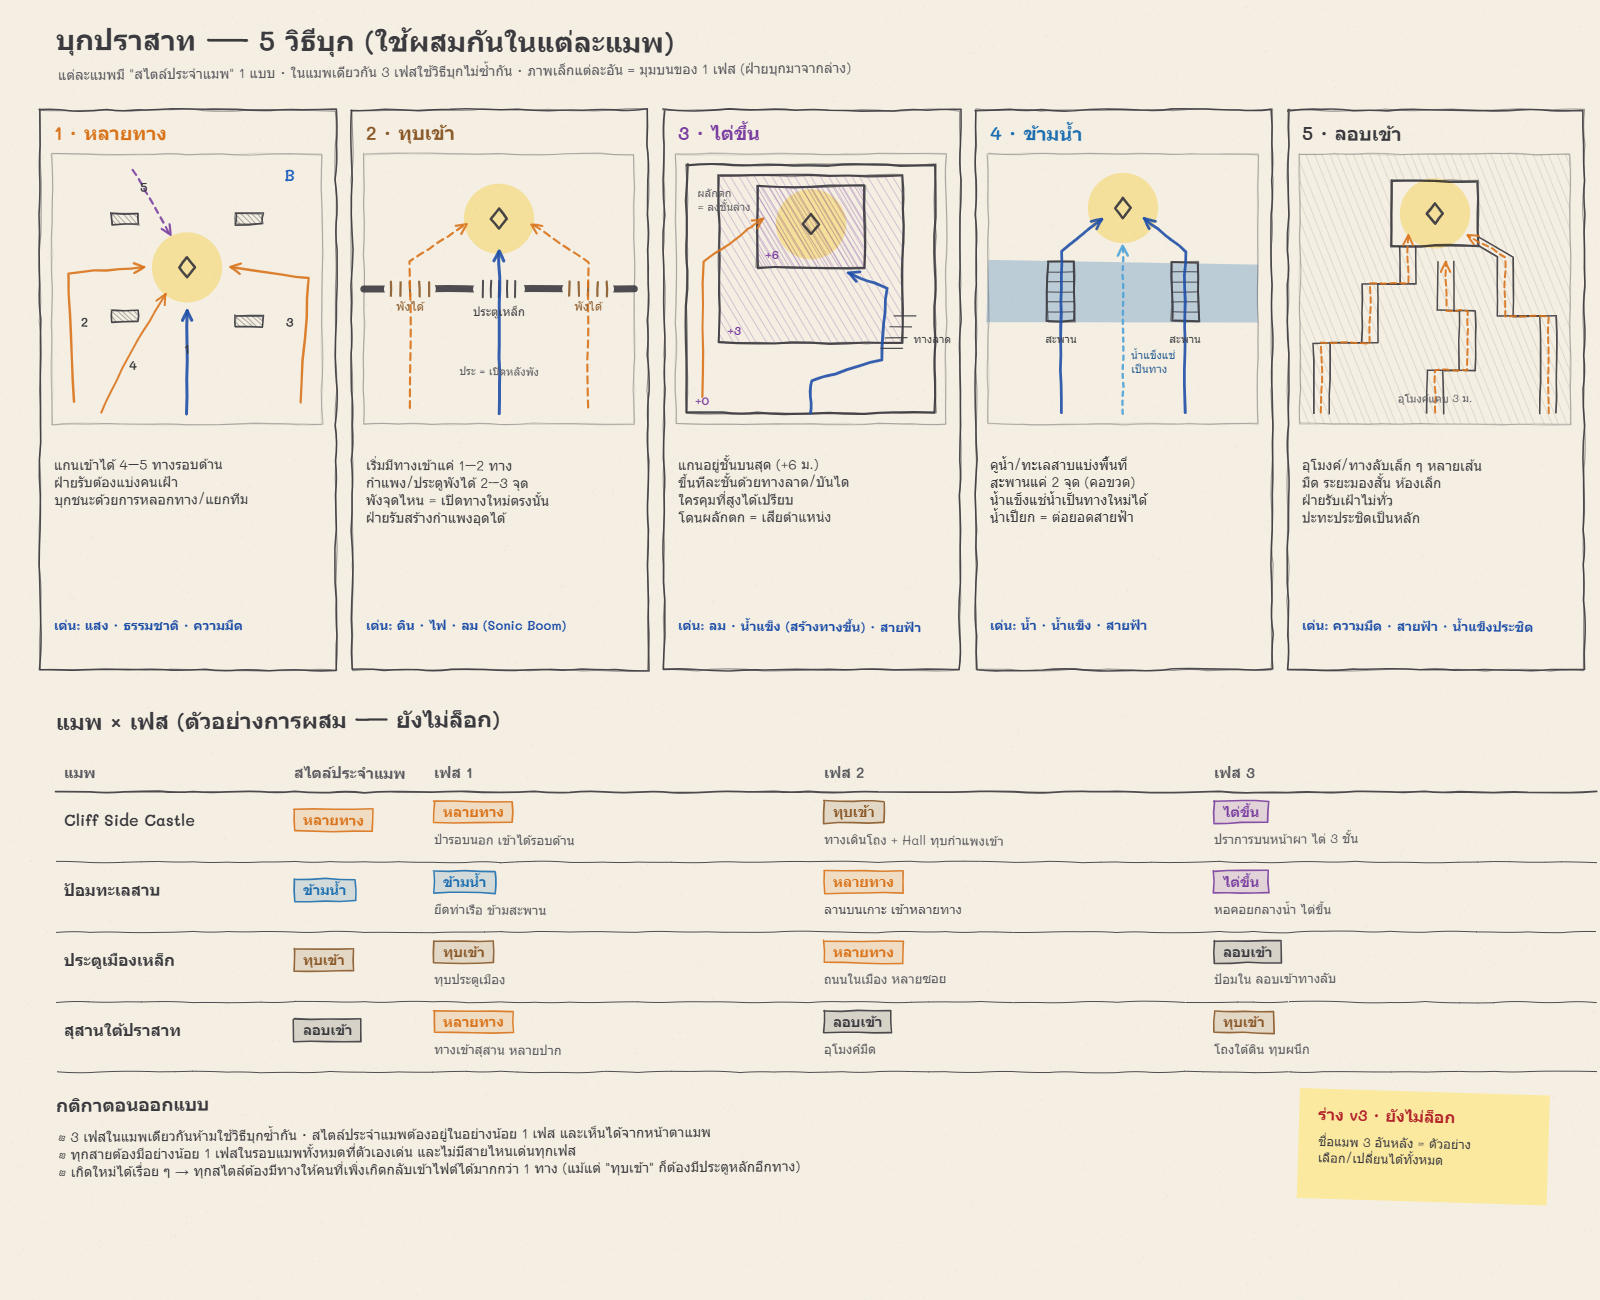 บุกปราสาท — 5 วิธีบุก (ใช้ผสมกันในแต่ละแมพ)
แต่ละแมพมี "สไตล์ประจำแมพ" 1 แบบ · ในแมพเดียวกัน 3 เฟสใช้วิธีบุกไม่ซ้ำกัน · ภาพเล็กแต่ละอัน = มุมบนของ 1 เฟส (ฝ่ายบุกมาจากล่าง)
1 · หลายทาง
5
B
2
3
1
4
แกนเข้าได้ 4–5 ทางรอบด้าน
ฝ่ายรับต้องแบ่งคนเฝ้า
บุกชนะด้วยการหลอกทาง/แยกทีม
เด่น: แสง · ธรรมชาติ · ความมืด
2 · ทุบเข้า
พังได้
ประตูเหล็ก
พังได้
ประ = เปิดหลังพัง
เริ่มมีทางเข้าแค่ 1–2 ทาง
กำแพง/ประตูพังได้ 2–3 จุด
พังจุดไหน = เปิดทางใหม่ตรงนั้น
ฝ่ายรับสร้างกำแพงอุดได้
เด่น: ดิน · ไฟ · ลม (Sonic Boom)
3 · ไต่ขึ้น
ผลักตก
= ลงชั้นล่าง
+6
+3
ทางลาด
+0
แกนอยู่ชั้นบนสุด (+6 ม.)
ขึ้นทีละชั้นด้วยทางลาด/บันได
ใครคุมที่สูงได้เปรียบ
โดนผลักตก = เสียตำแหน่ง
เด่น: ลม · น้ำแข็ง (สร้างทางขึ้น) · สายฟ้า
4 · ข้ามน้ำ
สะพาน
สะพาน
น้ำแข็งแช่
เป็นทาง
คูน้ำ/ทะเลสาบแบ่งพื้นที่
สะพานแค่ 2 จุด (คอขวด)
น้ำแข็งแช่น้ำเป็นทางใหม่ได้
น้ำเปียก = ต่อยอดสายฟ้า
เด่น: น้ำ · น้ำแข็ง · สายฟ้า
5 · ลอบเข้า
อุโมงค์แคบ 3 ม.
อุโมงค์/ทางลับเล็ก ๆ หลายเส้น
มืด ระยะมองสั้น ห้องเล็ก
ฝ่ายรับเฝ้าไม่ทั่ว
ปะทะประชิดเป็นหลัก
เด่น: ความมืด · สายฟ้า · น้ำแข็งประชิด
แมพ × เฟส (ตัวอย่างการผสม — ยังไม่ล็อก)
แมพ สไตล์ประจำแมพ เฟส 1 เฟส 2 เฟส 3
Cliff Side Castle หลายทาง หลายทาง ทุบเข้า ไต่ขึ้น
ป่ารอบนอก เข้าได้รอบด้าน ทางเดินโถง + Hall ทุบกำแพงเข้า ปราการบนหน้าผา ไต่ 3 ชั้น
ป้อมทะเลสาบ ข้ามน้ำ ข้ามน้ำ หลายทาง ไต่ขึ้น
ยึดท่าเรือ ข้ามสะพาน ลานบนเกาะ เข้าหลายทาง หอคอยกลางน้ำ ไต่ขึ้น
ประตูเมืองเหล็ก ทุบเข้า ทุบเข้า หลายทาง ลอบเข้า
ทุบประตูเมือง ถนนในเมือง หลายซอย ป้อมใน ลอบเข้าทางลับ
สุสานใต้ปราสาท ลอบเข้า หลายทาง ลอบเข้า ทุบเข้า
ทางเข้าสุสาน หลายปาก อุโมงค์มืด โถงใต้ดิน ทุบผนึก
กติกาตอนออกแบบ
๏ 3 เฟสในแมพเดียวกันห้ามใช้วิธีบุกซ้ำกัน · สไตล์ประจำแมพต้องอยู่ในอย่างน้อย 1 เฟส และเห็นได้จากหน้าตาแมพ
๏ ทุกสายต้องมีอย่างน้อย 1 เฟสในรอบแมพทั้งหมดที่ตัวเองเด่น และไม่มีสายไหนเด่นทุกเฟส
๏ เกิดใหม่ได้เรื่อย ๆ → ทุกสไตล์ต้องมีทางให้คนที่เพิ่งเกิดกลับเข้าไฟต์ได้มากกว่า 1 ทาง (แม้แต่ "ทุบเข้า" ก็ต้องมีประตูหลักอีกทาง)
ร่าง v3 · ยังไม่ล็อก
ชื่อแมพ 3 อันหลัง = ตัวอย่าง
เลือก/เปลี่ยนได้ทั้งหมด